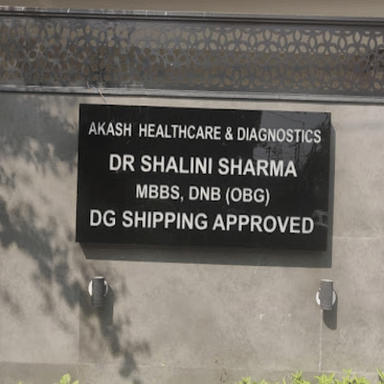 AKASH HEALTHCARE & DIAGNOSTICS
DR SHALINI SHARMA
MBBS, DNB (OBG)
DG SHIPPING APPROVED